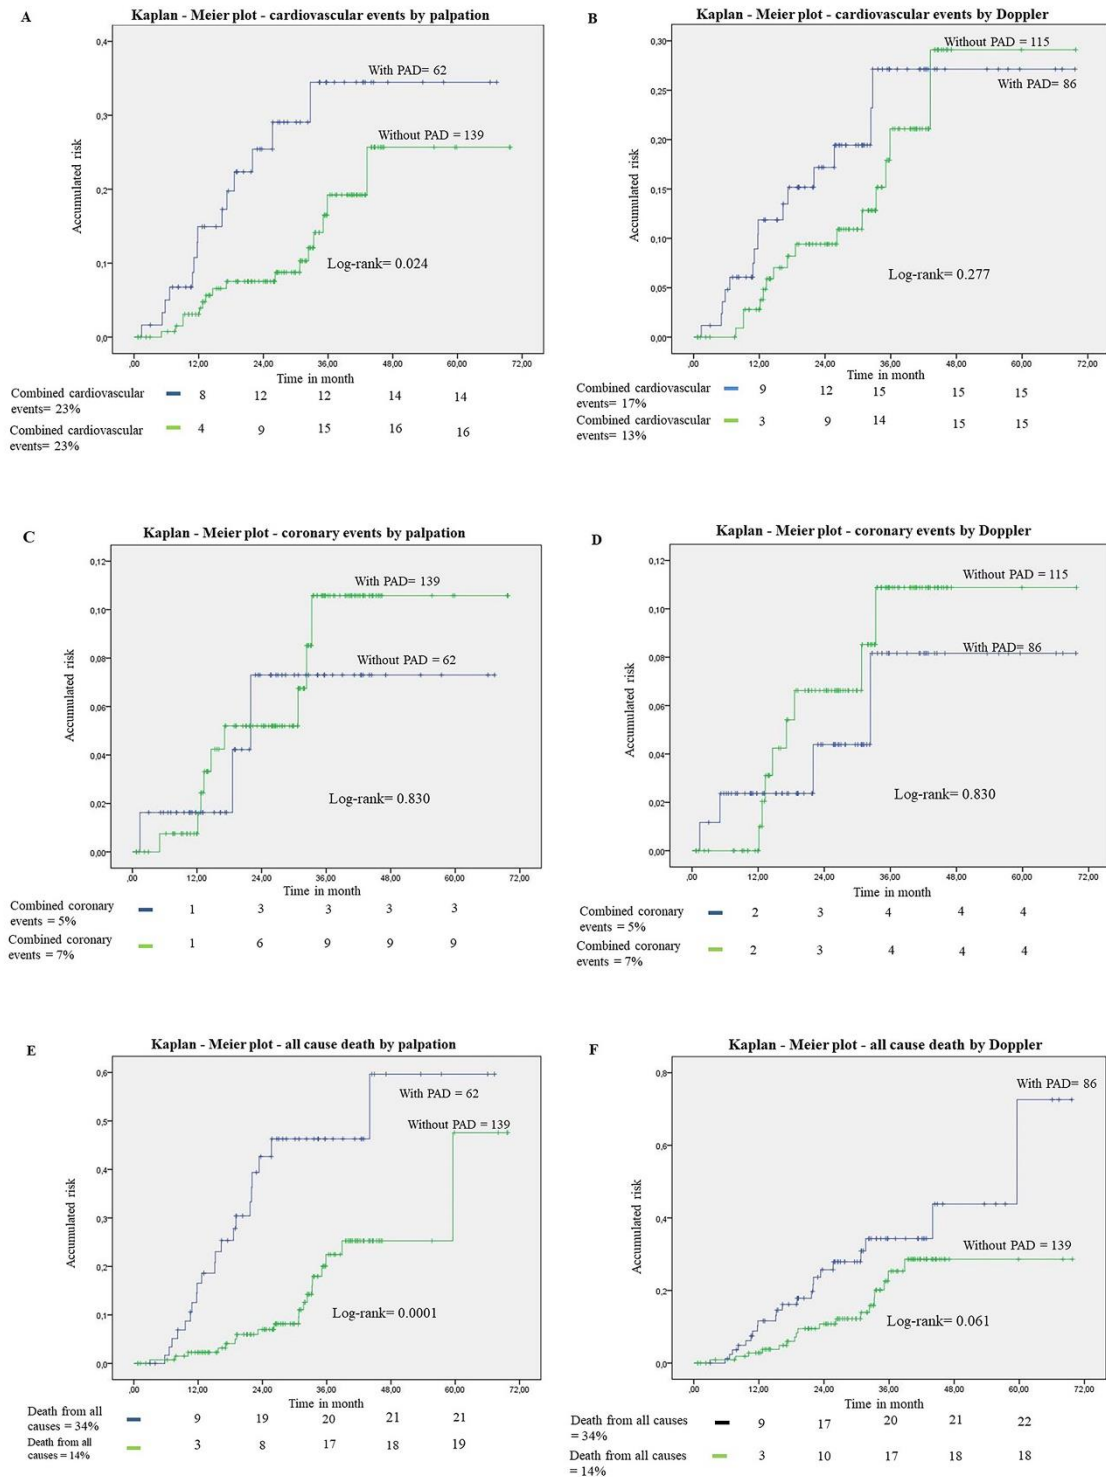 A
Kaplan - Meier plot - cardiovascular events by palpation
0,4
0,3
0,2
0,1
0,0
Accumulated risk
With PAD= 62
Without PAD = 139
Log-rank= 0.024
,00 12,00 24,00 36,00 48,00 60,00 72,00
Time in month
Combined cardiovascular
events= 23%
8 12 12 14 14
Combined cardiovascular
events= 23%
4 9 15 16 16
B
Kaplan - Meier plot - cardiovascular events by Doppler
0,30
0,25
0,20
0,15
0,10
0,05
0,00
Accumulated risk
Without PAD = 115
With PAD = 86
Log-rank= 0.277
,00 12,00 24,00 36,00 48,00 60,00 72,00
Time in month
Combined cardiovascular
events= 17%
9 12 15 15 15
Combined cardiovascular
events= 13%
3 9 14 15 15
C
Kaplan - Meier plot - coronary events by palpation
0,12
0,10
0,08
0,06
0,04
0,02
0,00
Accumulated risk
With PAD= 139
Without PAD = 62
Log-rank= 0.830
,00 12,00 24,00 36,00 48,00 60,00 72,00
Time in month
Combined coronary
events = 5%
1 3 3 3 3
Combined coronary
events = 7%
1 6 9 9 9
D
Kaplan - Meier plot - coronary events by Doppler
0,12
0,10
0,08
0,06
0,04
0,02
0,00
Accumulated risk
Without PAD = 115
With PAD= 86
Log-rank= 0.830
,00 12,00 24,00 36,00 48,00 60,00 72,00
Time in month
Combined coronary
events = 5%
2 3 4 4 4
Combined coronary
events = 7%
2 3 4 4 4
E
Kaplan - Meier plot - all cause death by palpation
0,6
0,5
0,4
0,3
0,2
0,1
0,0
Accumulated risk
With PAD = 62
Without PAD = 139
Log-rank= 0.0001
,00 12,00 24,00 36,00 48,00 60,00 72,00
Time in month
Death from all
causes = 34%
9 19 20 21 21
Death from all
causes = 14%
3 8 17 18 19
F
Kaplan - Meier plot - all cause death by Doppler
0,8
0,6
0,4
0,2
0,0
Accumulated risk
With PAD= 86
Without PAD = 139
Log-rank= 0.061
,00 12,00 24,00 36,00 48,00 60,00 72,00
Time in month
Death from all causes
= 34%
9 17 20 21 22
Death from all causes
=14%
3 10 17 18 18